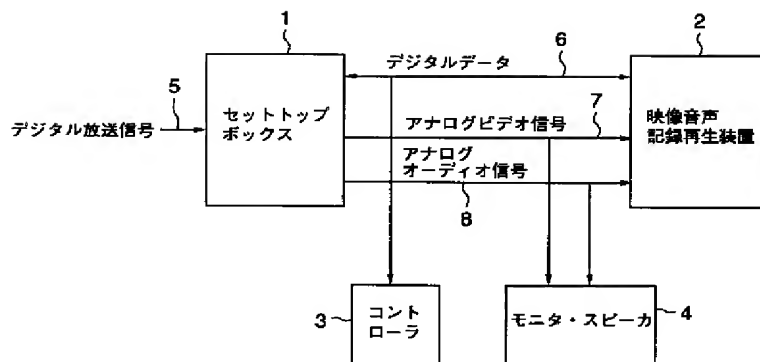 1
2
デジタルデータ
6
5
7
デジタル放送信号
セットトップ
ボックス
アナログビデオ信号
映像音声
記録再生装置
アナログ
オーディオ信号
8
3
コント
ローラ
モニタ・スピーカ
4